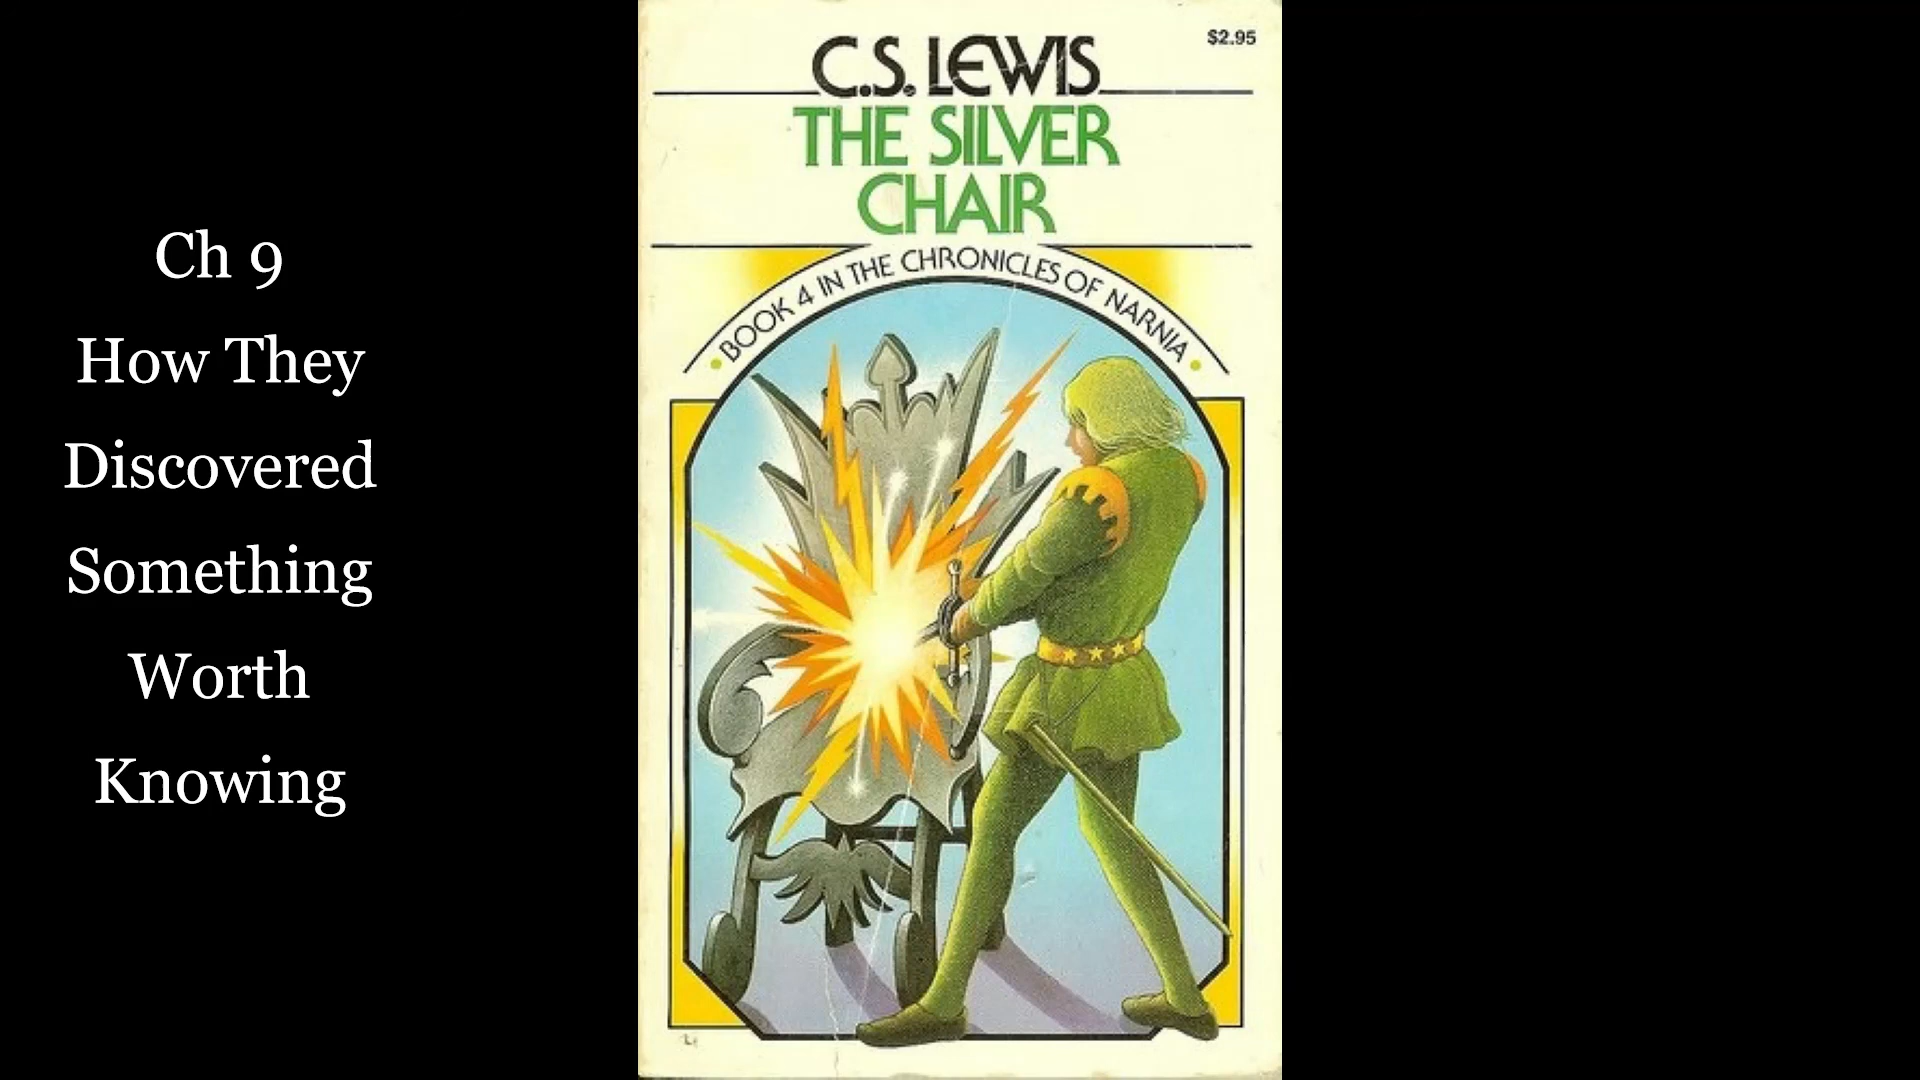 Ch 9
How They
Discovered
Something
Worth
Knowing
$2.95
C.S. LEWIS
THE SILVER
CHAIR
BOOK 4 IN THE CHRONICLES OF NARNIA